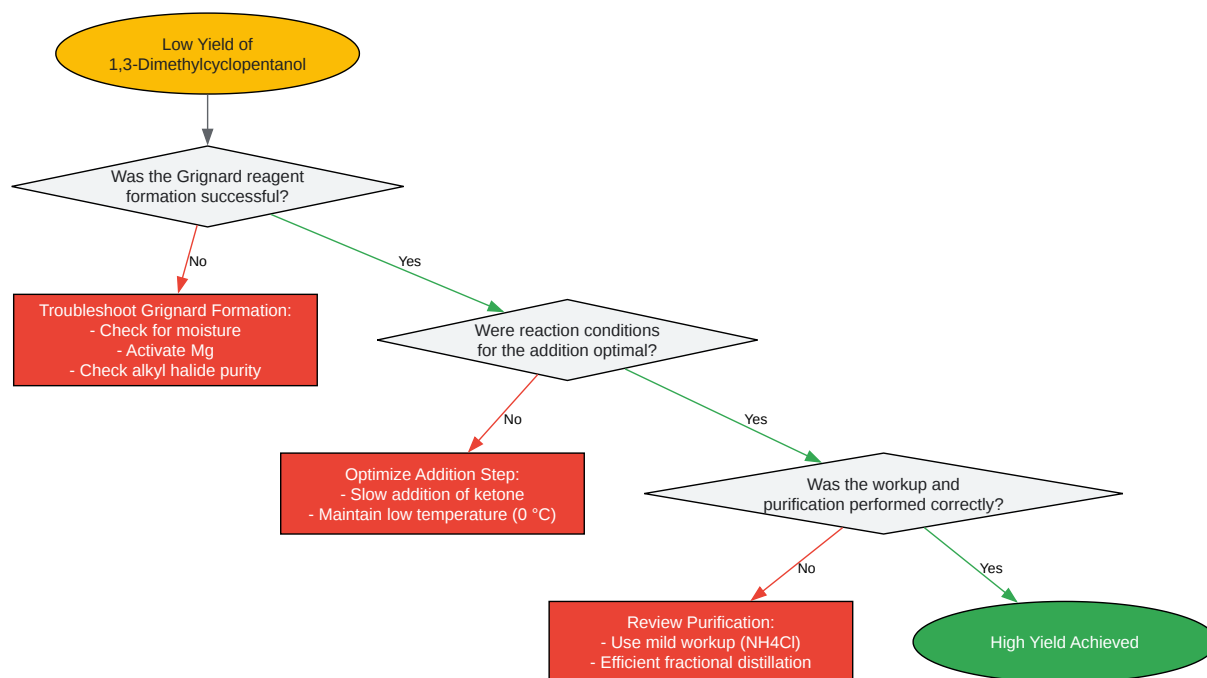 Low Yield of
1,3-Dimethylcyclopentanol
Was the Grignard reagent
formation successful?
No
Yes
Troubleshoot Grignard Formation:
- Check for moisture
- Activate Mg
- Check alkyl halide purity
Were reaction conditions
for the addition optimal?
No
Yes
Optimize Addition Step:
- Slow addition of ketone
- Maintain low temperature (0 °C)
Was the workup and
purification performed correctly?
No
Yes
Review Purification:
- Use mild workup (NH4Cl)
- Efficient fractional distillation
High Yield Achieved